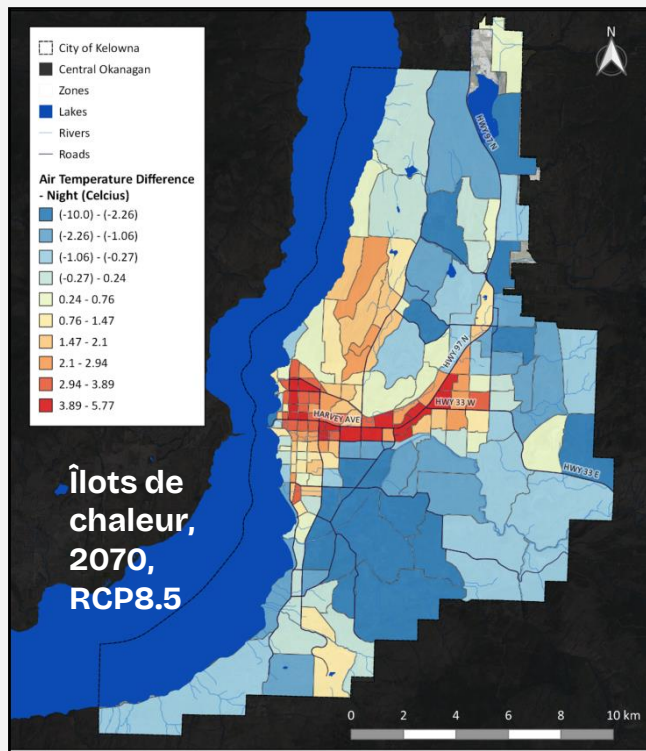 City of Kelowna
Central Okanagan
Zones
Lakes
Rivers
Roads
Air Temperature Difference
- Night (Celcius)
(-10.0) - (-2.26)
(-2.26) - (-1.06)
(-1.06) - (-0.27)
(-0.27) - 0.24
0.24 - 0.76
0.76 - 1.47
1.47 - 2.1
2.1 - 2.94
2.94 - 3.89
3.89 - 5.77
N
HWY 97 N
HWY 97 N
HARVEY AVE
HWY 33 W
HWY 33 E
Îlots de
chaleur,
2070,
RCP8.5
0 2 4 6 8 10 km